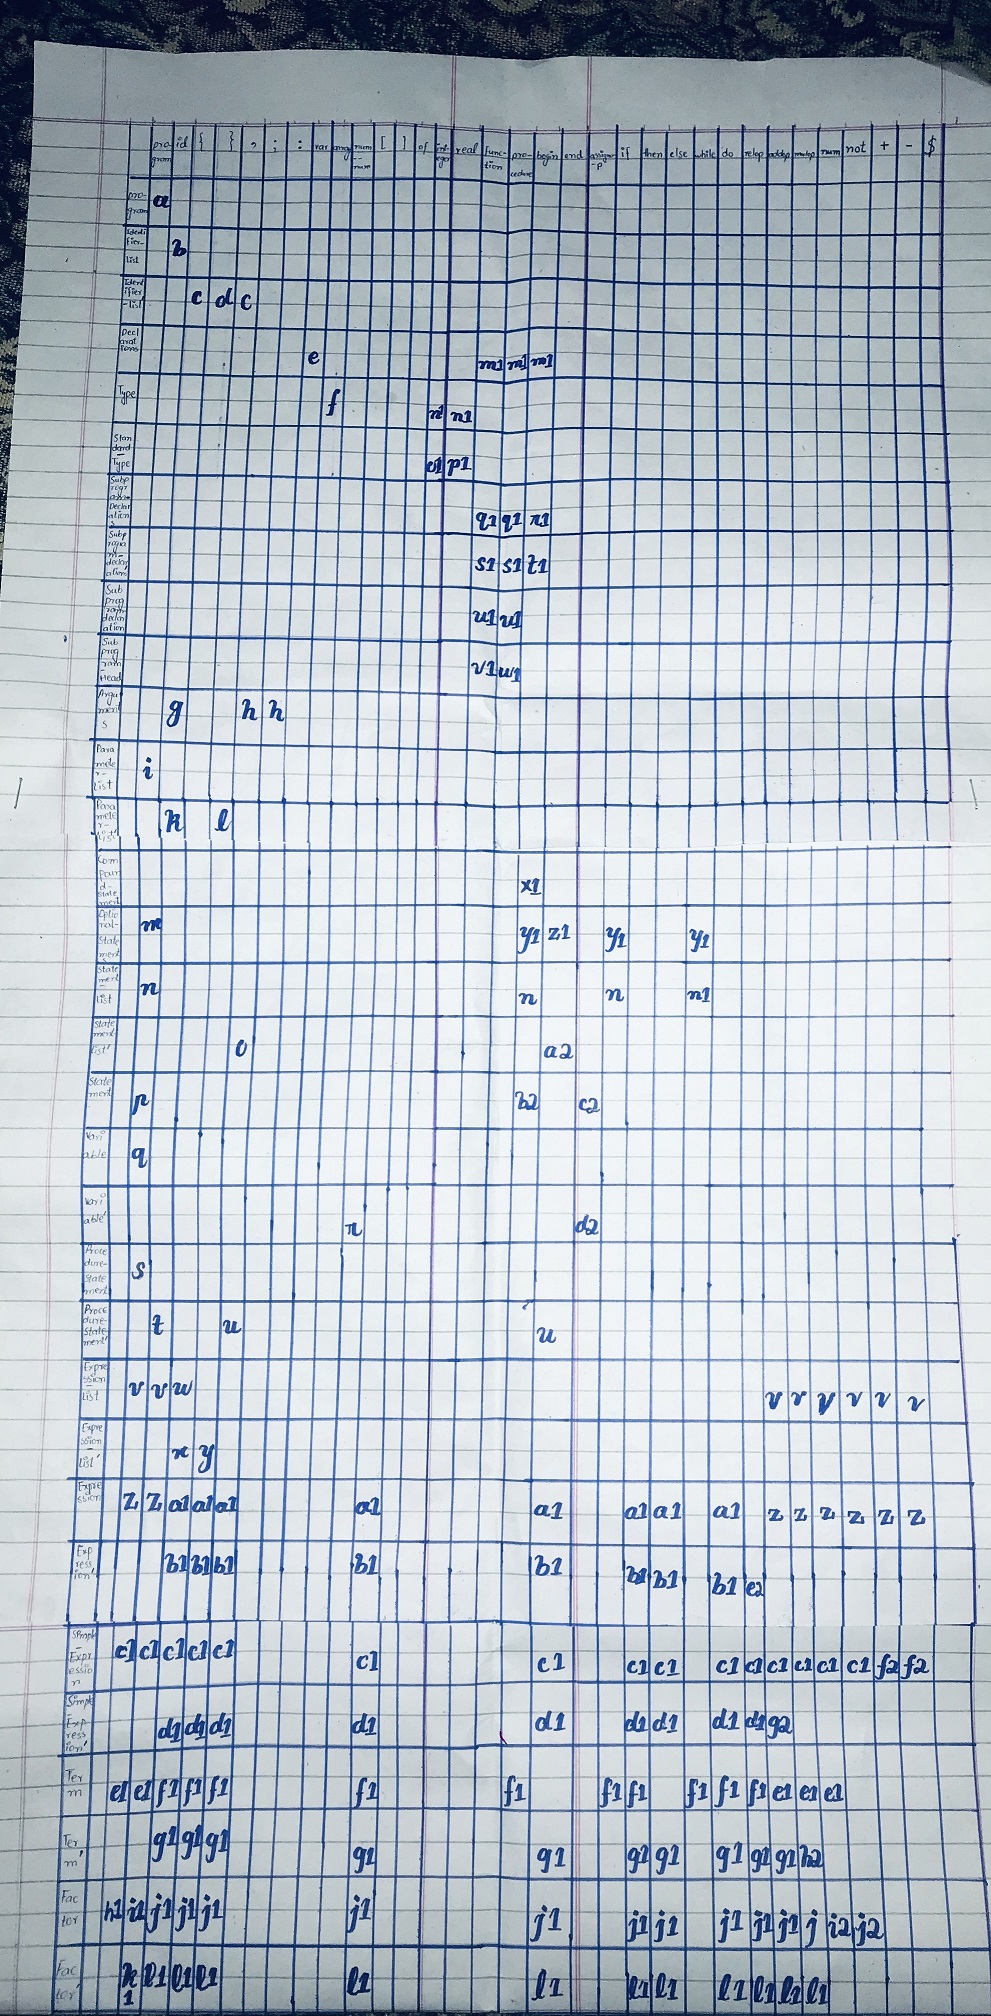 program id { } , ; : var array num--num [ ] of integer real function procedure begin end assignop if then else while do relop addop mulop num not + - $
program a
Identifier-list b
Identifier-list' c d c
Declarations e m1 m1 m1
Type f n1 n1
Standard-Type o1 p1
Declarations q1 q1 r1
s1 s1 t1
Subprogram-declaration u1 u1
Subprogram-Head v1 w1
Arguments g h h
Parameter-list i
Parameter-list' k l
Compound-statement x1
Optional-Statements m y1 z1 y1 y1
Statement-list n n n n1
Statement-list' o a2
Statement p b2 c2
Variable q
Variable' r d2
Procedure-statement s
Procedure-statement' t u u
Expression-list v v w v v v v v v
Expression-list' x y
Expression z z a1 a1 a1 a1 a1 a1 a1 a1 z z z z z z
Expression' b1 b1 b1 b1 b1 b1 b1 b1 e2
Simple-Expression c1 c1 c1 c1 c1 c1 c1 c1 c1 c1 c1 c1 c1 c1 c1 f2 f2
Simple-Expression' d1 d1 d1 d1 d1 d1 d1 d1 d1 g2
Term e1 e1 f1 f1 f1 f1 f1 f1 f1 f1 f1 f1 e1 e1 e1
Term' g1 g1 g1 g1 g1 g1 g1 g1 g1 g1 h2
Factor h1 i1 j1 j1 j1 j1 j1 j1 j1 j1 j1 j1 j i2 j2
Factor' k1 l1 l1 l1 l1 l1 l1 l1 l1 l1 l1 l1